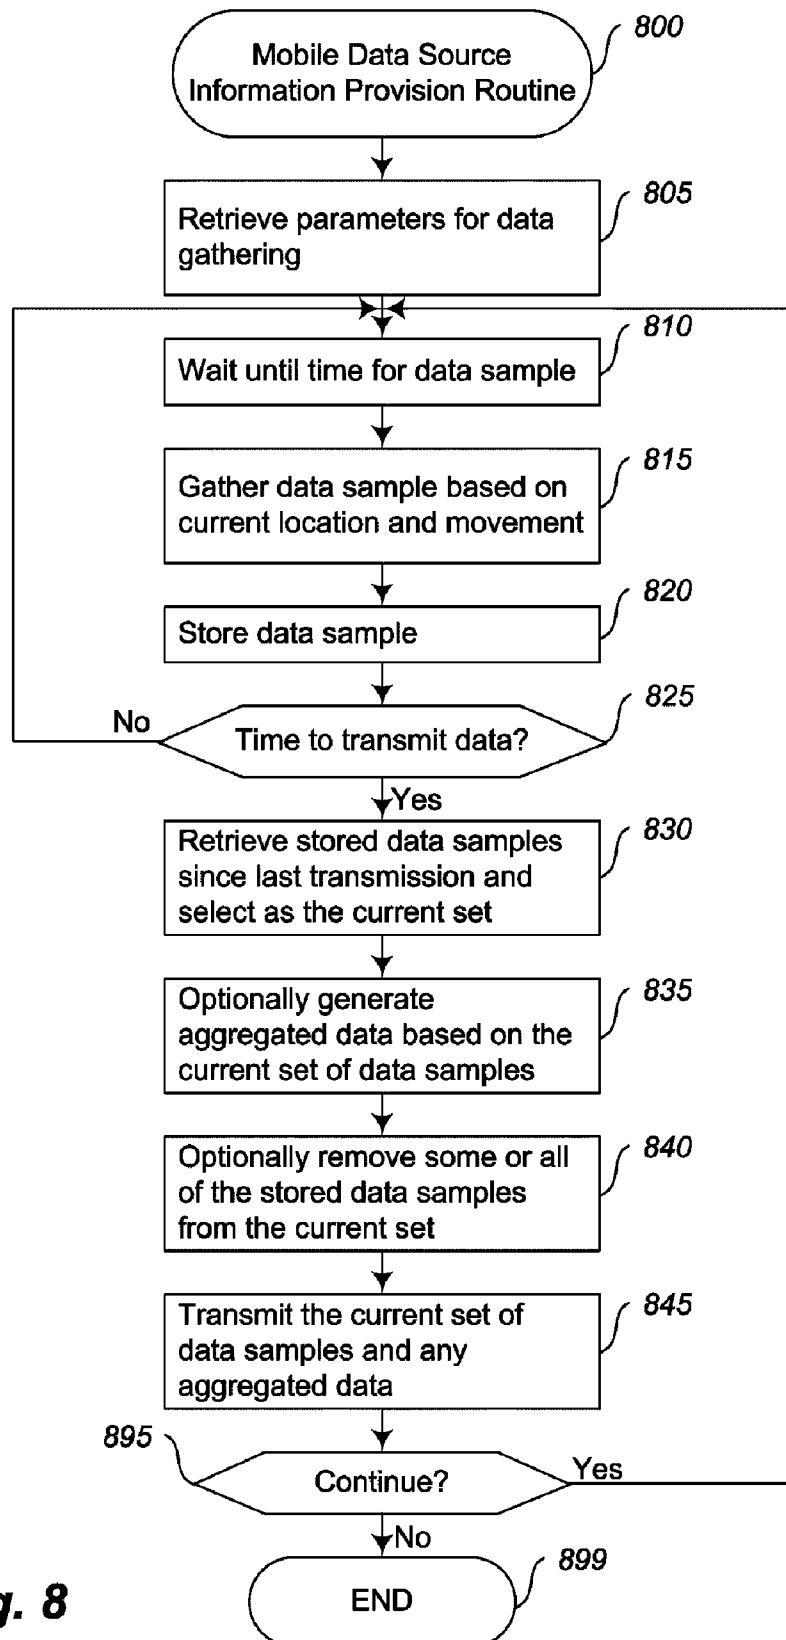 800
Mobile Data Source
Information Provision Routine
805
Retrieve parameters for data
gathering
810
Wait until time for data sample
815
Gather data sample based on
current location and movement
820
Store data sample
825
No
Time to transmit data?
Yes
830
Retrieve stored data samples
since last transmission and
select as the current set
835
Optionally generate
aggregated data based on the
current set of data samples
840
Optionally remove some or all
of the stored data samples
from the current set
845
Transmit the current set of
data samples and any
aggregated data
895
Continue?
Yes
No
899
END
g. 8